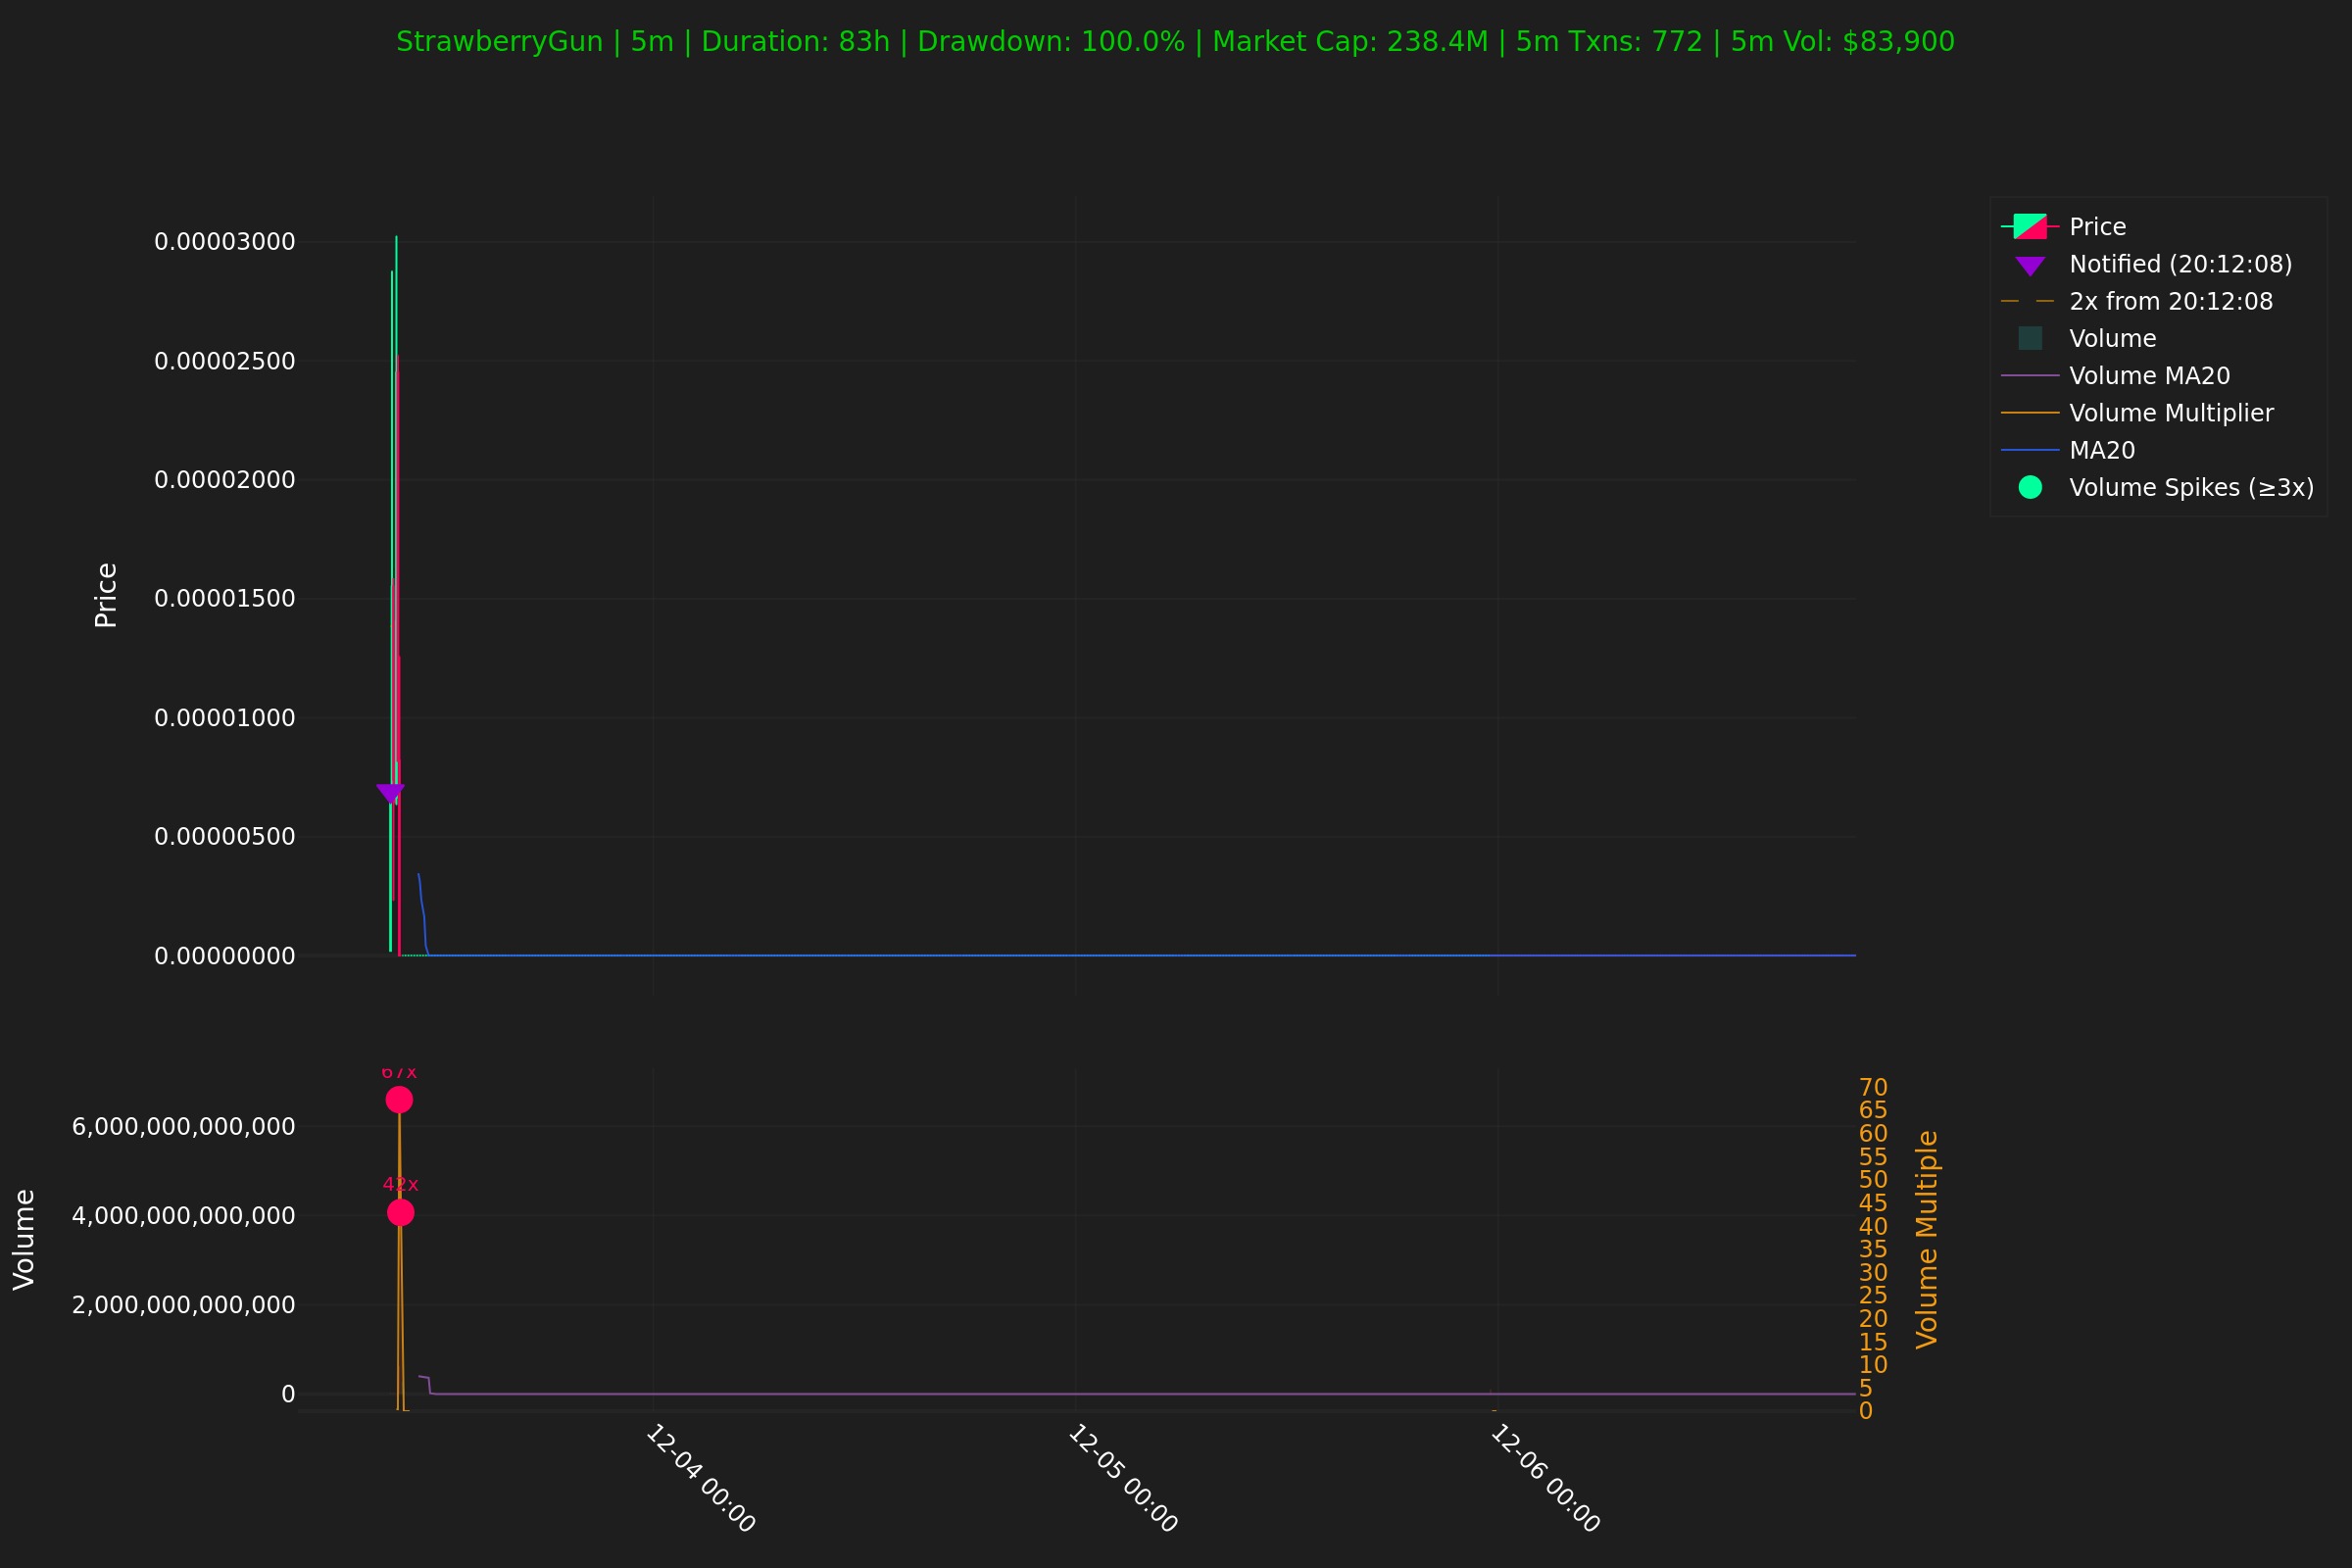 StrawberryGun | 5m | Duration: 83h | Drawdown: 100.0% | Market Cap: 238.4M | 5m Txns: 772 | 5m Vol: $83,900
Price
0.00003000
0.00002500
0.00002000
0.00001500
0.00001000
0.00000500
0.00000000
Price
Notified (20:12:08)
2x from 20:12:08
Volume
Volume MA20
Volume Multiplier
MA20
Volume Spikes (≥3x)
Volume
6,000,000,000,000
4,000,000,000,000
2,000,000,000,000
0
67x
42x
70
65
60
55
50
45
40
35
30
25
20
15
10
5
0
Volume Multiple
12-04 00:00
12-05 00:00
12-06 00:00